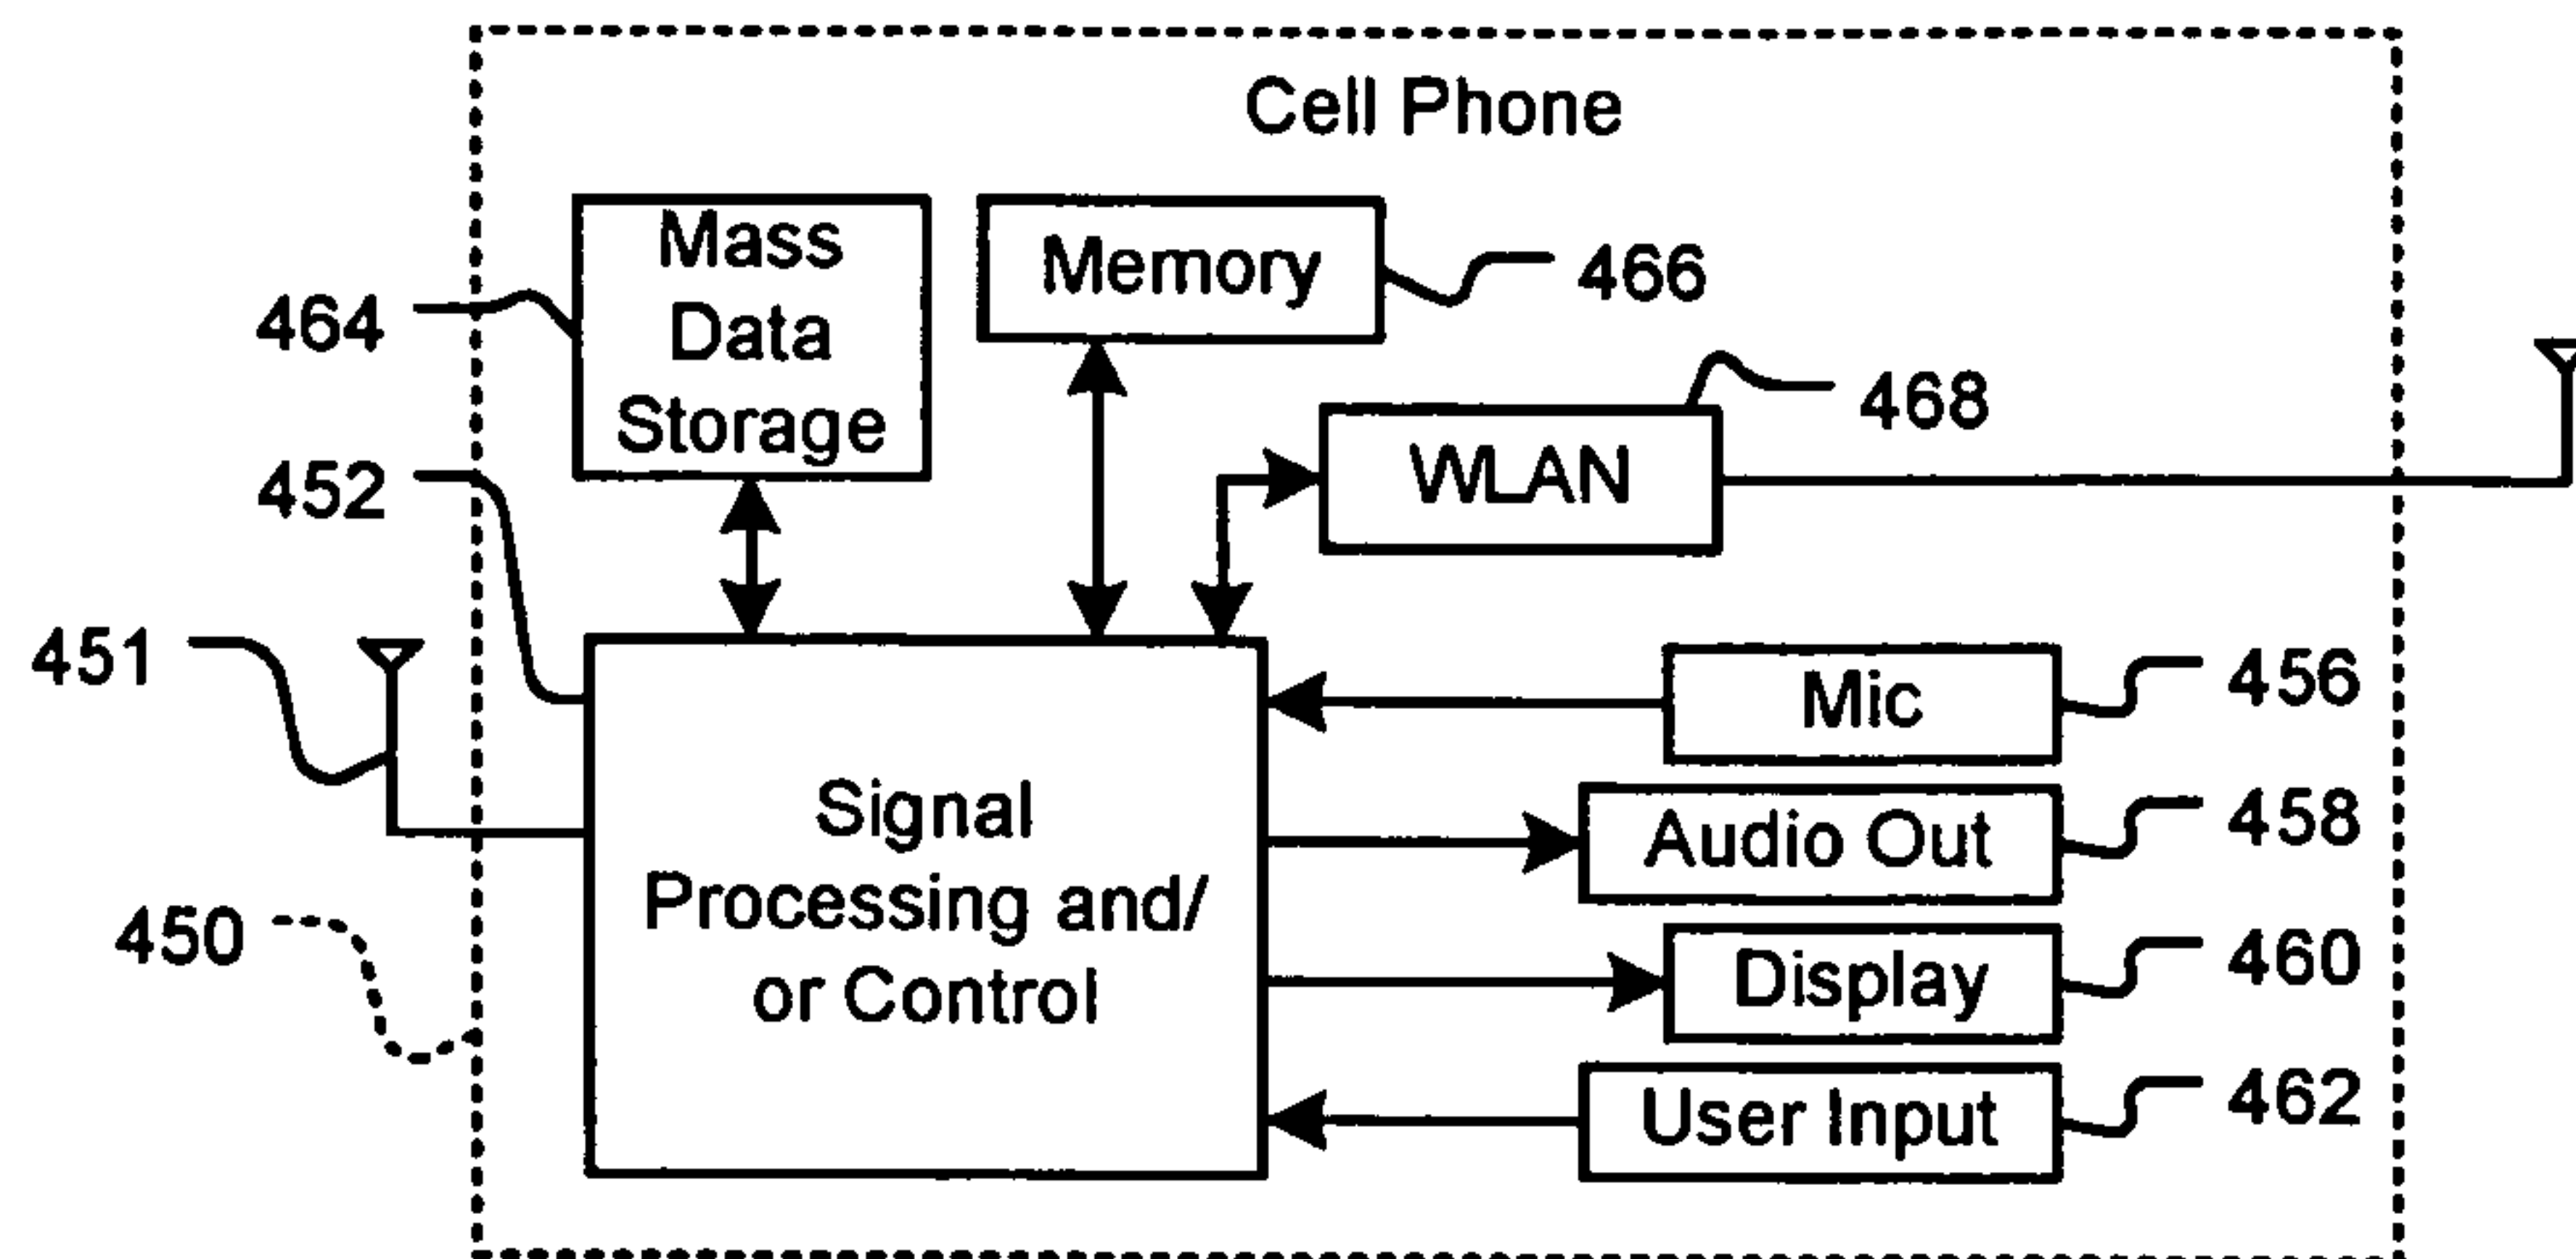 Cell Phone
Mass
Data
Storage
Memory
466
464
468
WLAN
452
451
Mic
456
Signal
Processing and/
or Control
Audio Out
458
450
Display
460
User Input
462